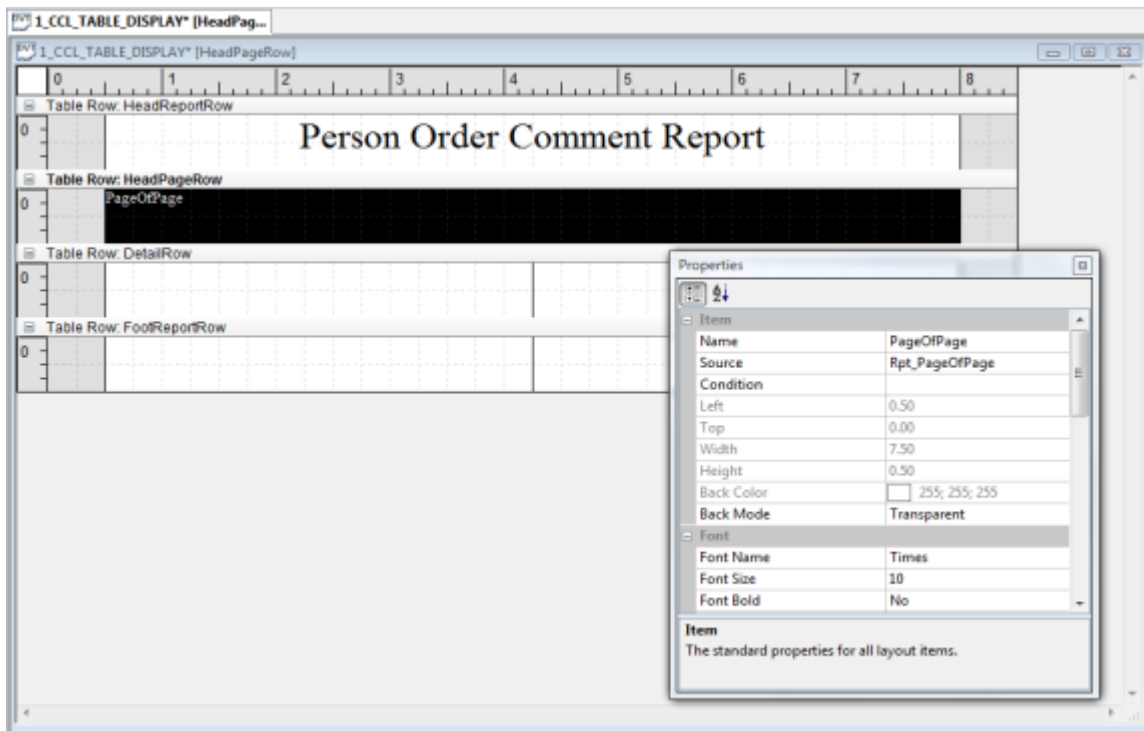 1_CCL_TABLE_DISPLAY* [HeadPag...
1_CCL_TABLE_DISPLAY* [HeadPageRow]
0 1 2 3 4 5 6 7 8
Table Row: HeadReportRow
0
Person Order Comment Report
Table Row: HeadPageRow
0
PageOfPage
Table Row: DetailRow
0
Table Row: FootReportRow
0
Properties
Item
Name PageOfPage
Source Rpt_PageOfPage
Condition
Left 0.50
Top 0.00
Width 7.50
Height 0.50
Back Color 255; 255; 255
Back Mode Transparent
Font
Font Name Times
Font Size 10
Font Bold No
Item
The standard properties for all layout items.